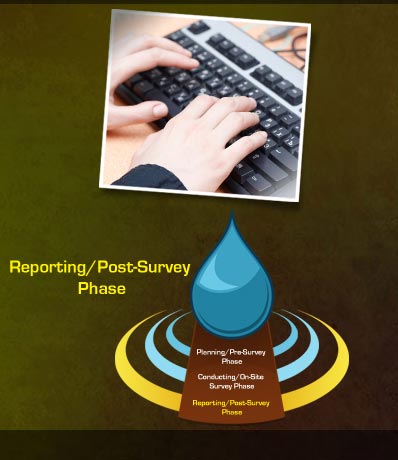 Reporting/Post-Survey
Phase
Planning/Pre-Survey
Phase
Conducting/On-Site
Survey Phase
Reporting/Post-Survey
Phase